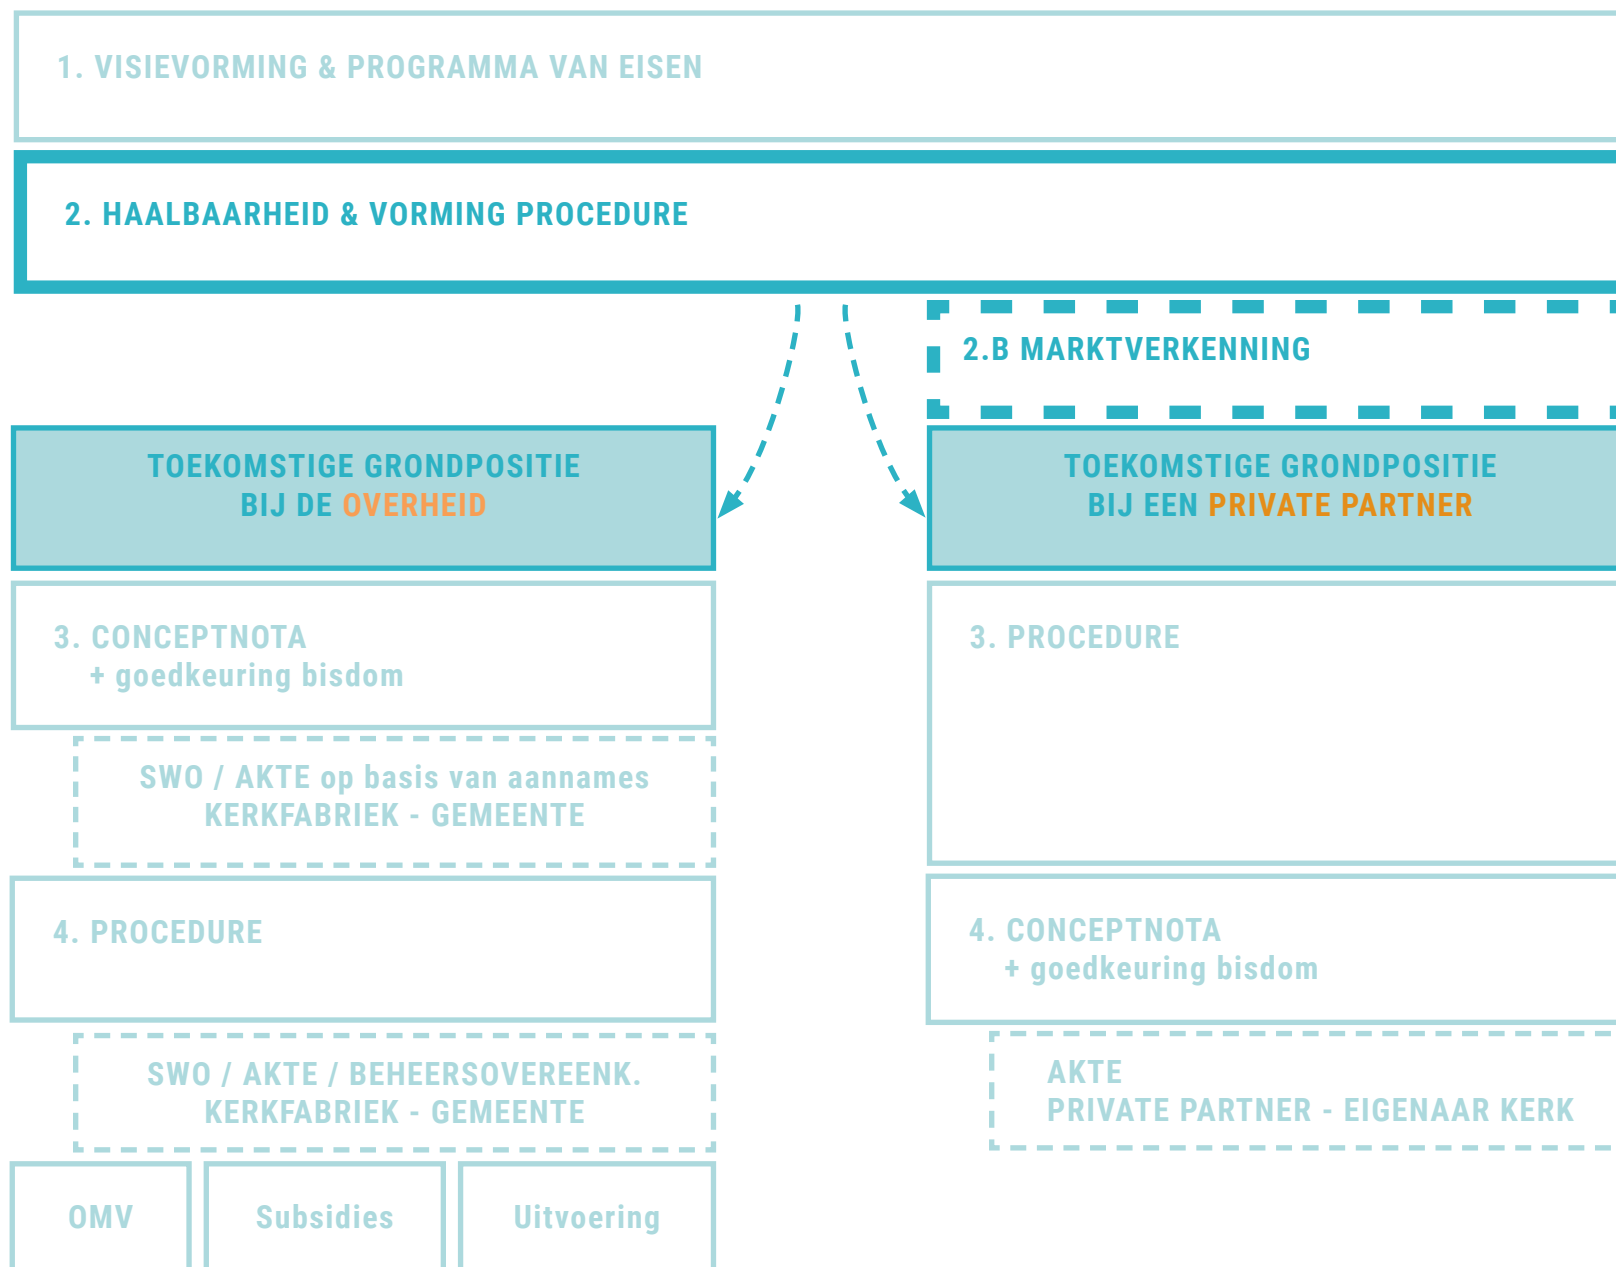 1. VISIEVORMING & PROGRAMMA VAN EISEN
2. HAALBAARHEID & VORMING PROCEDURE
2.B MARKTVERKENNING
TOEKOMSTIGE GRONDPOSITIE
BIJ DE OVERHEID
3. CONCEPTNOTA
+ goedkeuring bisdom
SWO / AKTE op basis van aannames
KERKFABRIEK - GEMEENTE
4. PROCEDURE
SWO / AKTE / BEHEERSOVEREENK.
KERKFABRIEK - GEMEENTE
OMV
Subsidies
Uitvoering
TOEKOMSTIGE GRONDPOSITIE
BIJ EEN PRIVATE PARTNER
3. PROCEDURE
4. CONCEPTNOTA
+ goedkeuring bisdom
AKTE
PRIVATE PARTNER - EIGENAAR KERK